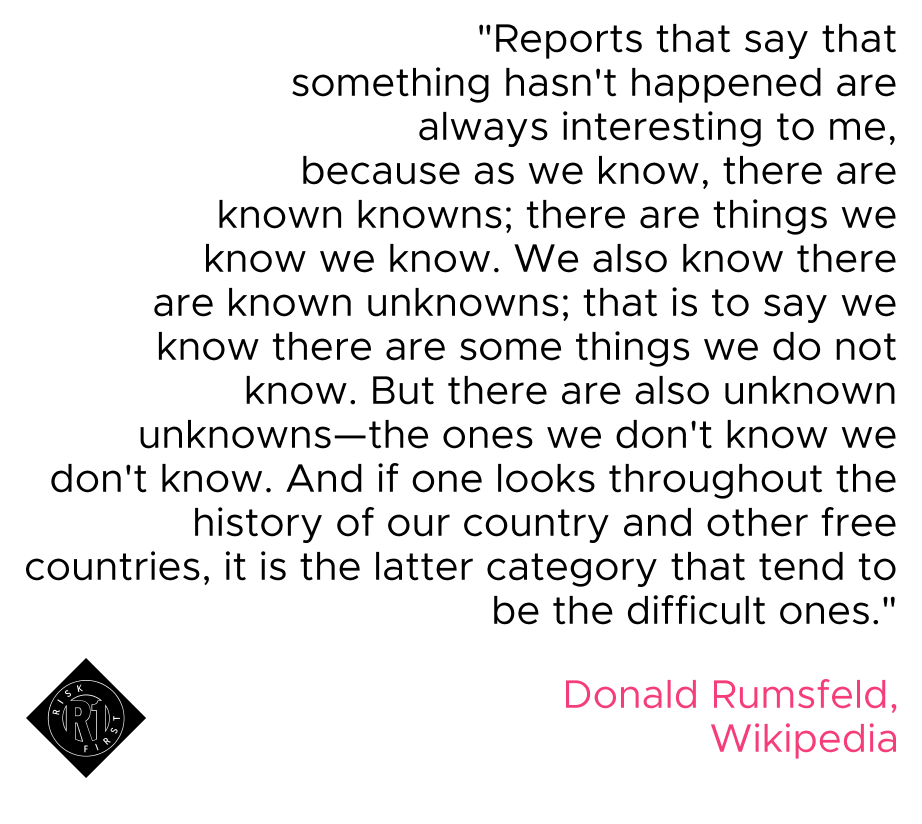 "Reports that say that
something hasn't happened are
always interesting to me,
because as we know, there are
known knowns; there are things we
know we know. We also know there
are known unknowns; that is to say we
know there are some things we do not
know. But there are also unknown
unknowns—the ones we don't know we
don't know. And if one looks throughout the
history of our country and other free
countries, it is the latter category that tend to
be the difficult ones."
Donald Rumsfeld,
Wikipedia
RISK
R1
FIRST